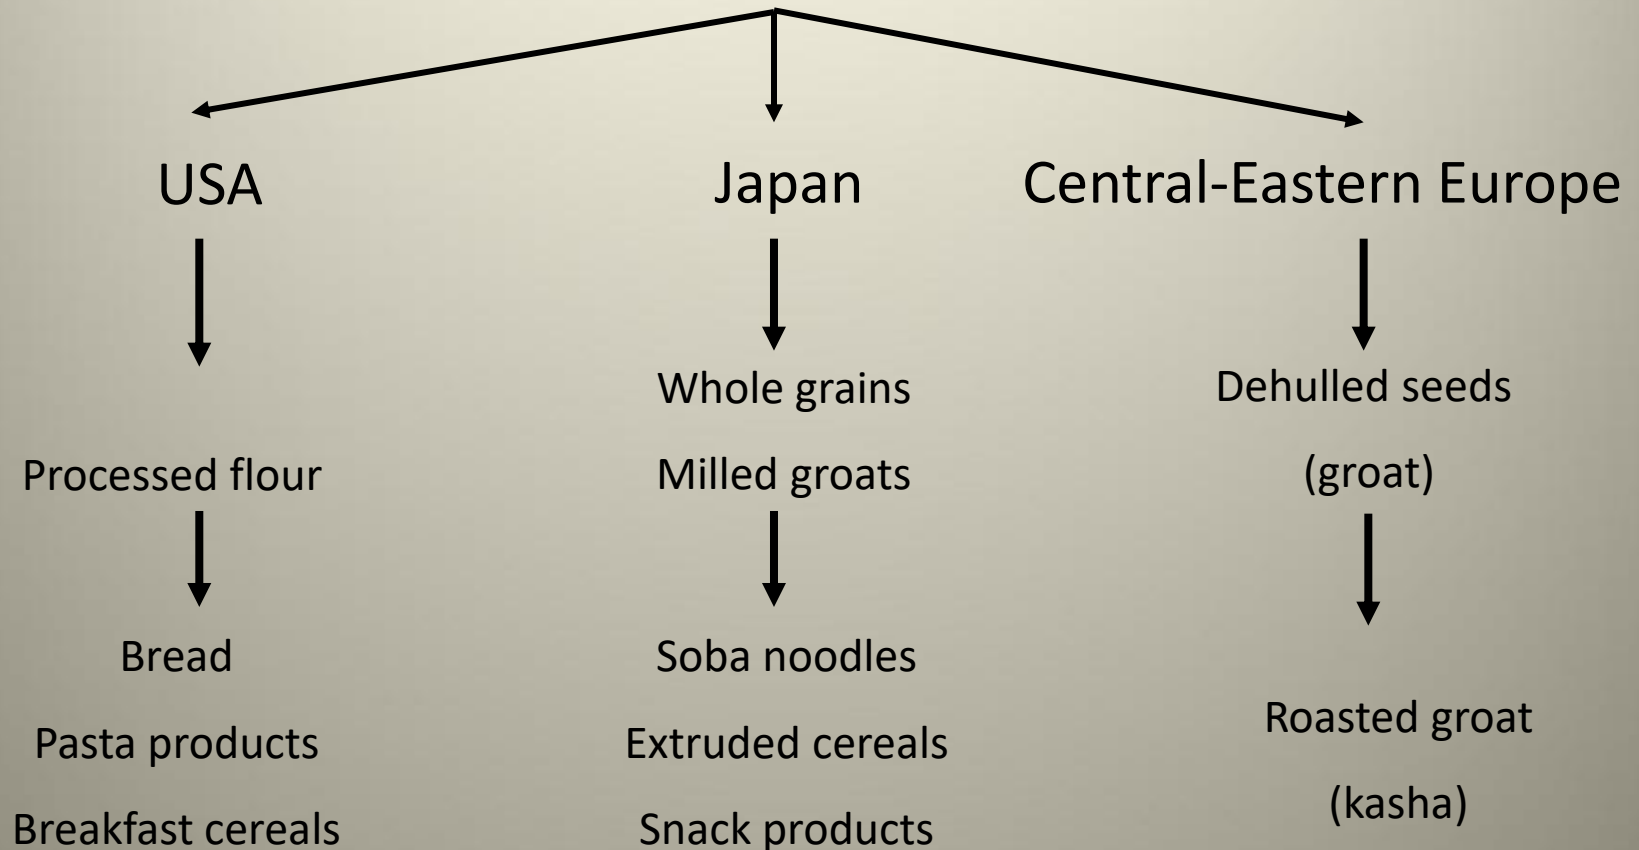 USA
Processed flour
Bread
Pasta products
Breakfast cereals
Japan
Whole grains
Milled groats
Soba noodles
Extruded cereals
Snack products
Central-Eastern Europe
Dehulled seeds
(groat)
Roasted groat
(kasha)